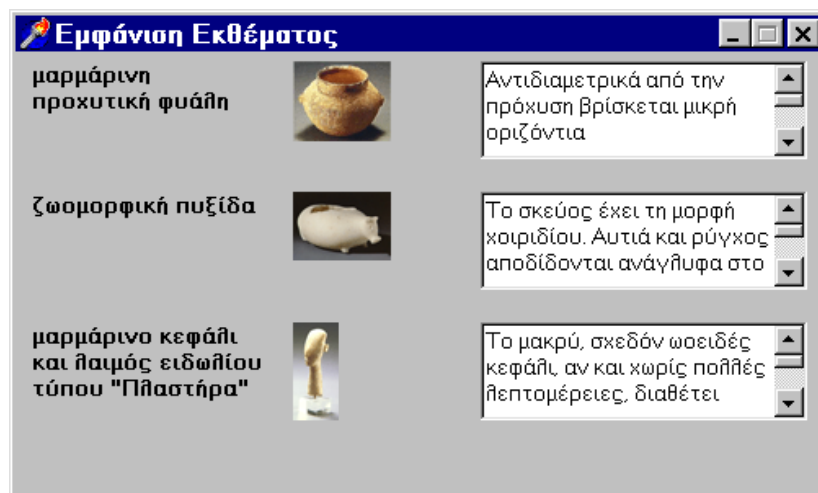 Εμφάνιση Εκθέματος
μαρμάρινη
προχυτική φυάλη
Αντιδιαμετρικά από την
πρόχυση βρίσκεται μικρή
οριζόντια
ζωομορφική πυξίδα
Το σκεύος έχει τη μορφή
χοιριδίου. Αυτιά και ρύγχος
αποδίδονται ανάγλυφα στο
μαρμάρινο κεφάλι
και λαιμός ειδωλίου
τύπου "Πλαστήρα"
Το μακρύ, σχεδόν ωοειδές
κεφάλι, αν και χωρίς πολλές
λεπτομέρειες, διαθέτει